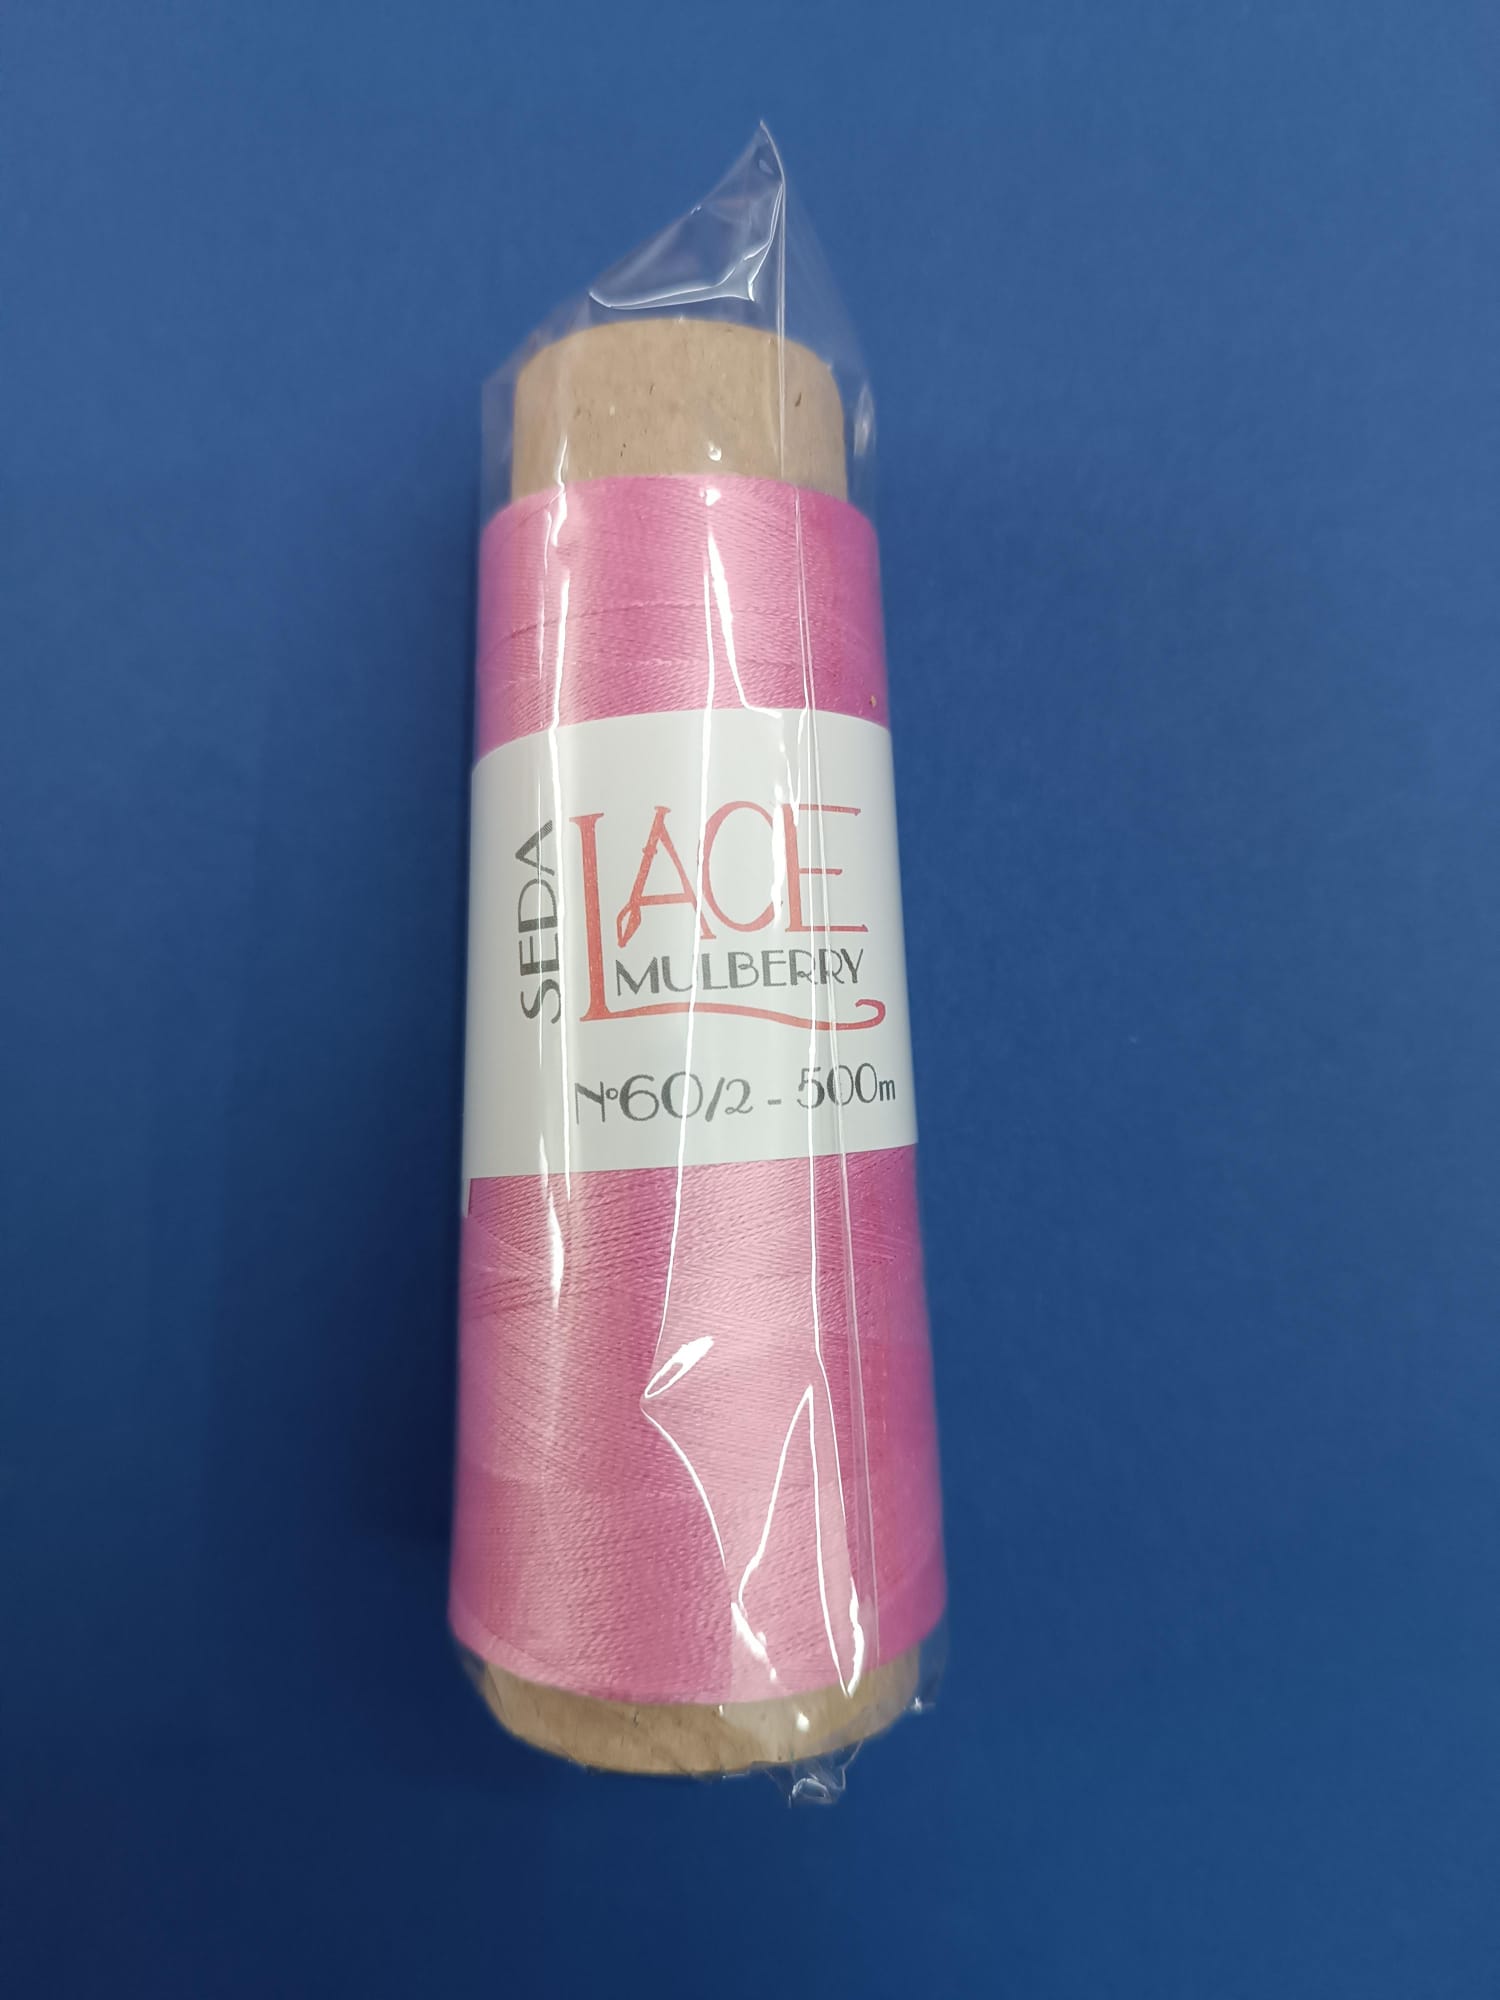 SEDA
LACE
MULBERRY
Nº60/2 - 500m